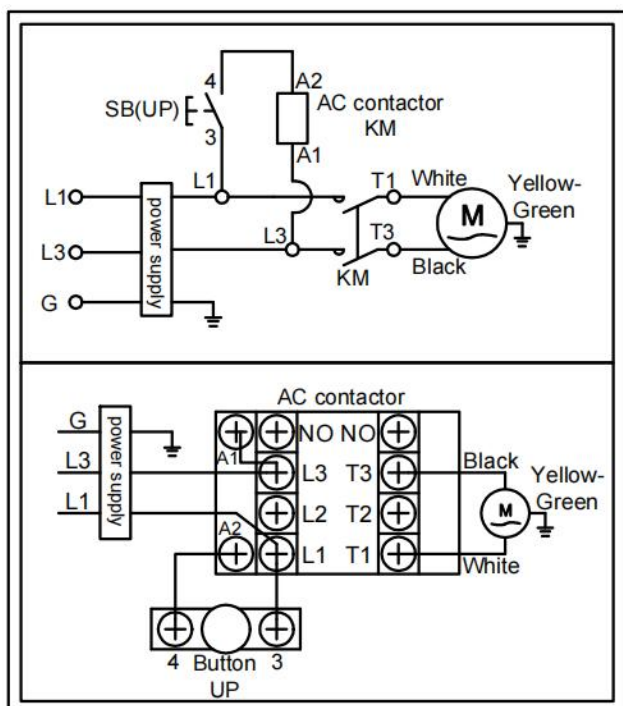 4
A2
SB(UP)
AC contactor
KM
3
A1
L1
T1
White
Yellow-
Green
L1
power supply
M
L3
L3
T3
Black
KM
G
AC contactor
G
power supply
NO NO
A1
L3
L3 T3
Black
Yellow-
Green
L1
L2 T2
M
A2
L1 T1
White
4 Button 3
UP